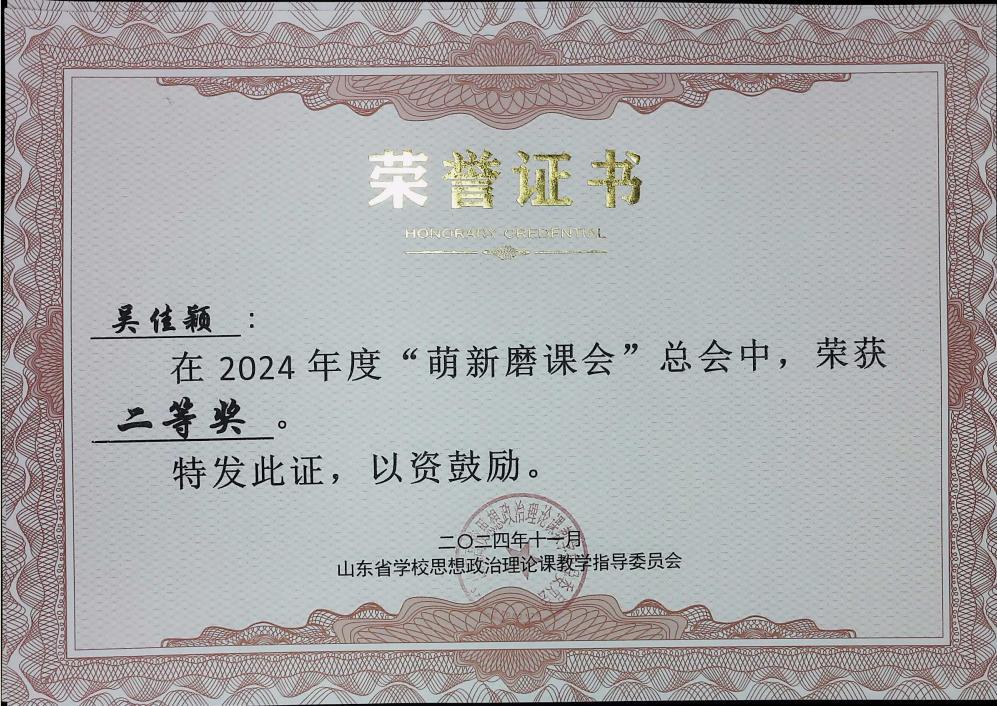 荣誉证书
HONORARY CREDENTIAL
吴佳颖：
在 2024 年度“萌新磨课会”总会中，荣获
二等奖。
特发此证，以资鼓励。
二〇二四年十一月
山东省学校思想政治理论课教学指导委员会